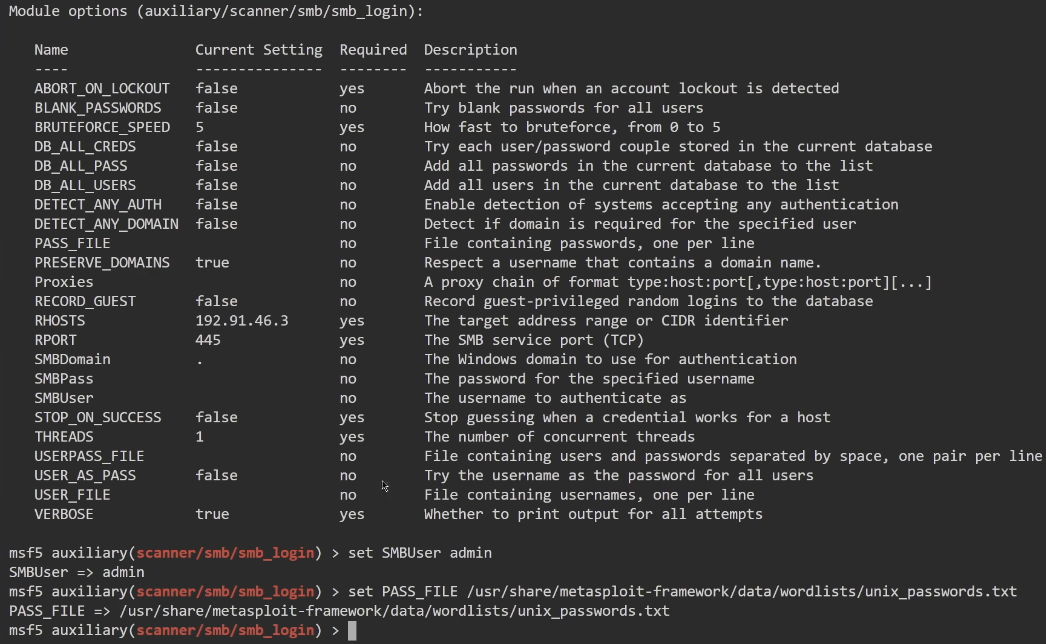 Module options (auxiliary/scanner/smb/smb_login):
Name Current Setting Required Description
---- --------------- -------- -----------
ABORT_ON_LOCKOUT false yes Abort the run when an account lockout is detected
BLANK_PASSWORDS false no Try blank passwords for all users
BRUTEFORCE_SPEED 5 yes How fast to bruteforce, from 0 to 5
DB_ALL_CREDS false no Try each user/password couple stored in the current database
DB_ALL_PASS false no Add all passwords in the current database to the list
DB_ALL_USERS false no Add all users in the current database to the list
DETECT_ANY_AUTH false no Enable detection of systems accepting any authentication
DETECT_ANY_DOMAIN false no Detect if domain is required for the specified user
PASS_FILE no File containing passwords, one per line
PRESERVE_DOMAINS true no Respect a username that contains a domain name.
Proxies no A proxy chain of format type:host:port[,type:host:port][...]
RECORD_GUEST false no Record guest-privileged random logins to the database
RHOSTS 192.91.46.3 yes The target address range or CIDR identifier
RPORT 445 yes The SMB service port (TCP)
SMBDomain . no The Windows domain to use for authentication
SMBPass no The password for the specified username
SMBUser no The username to authenticate as
STOP_ON_SUCCESS false yes Stop guessing when a credential works for a host
THREADS 1 yes The number of concurrent threads
USERPASS_FILE no File containing users and passwords separated by space, one pair per line
USER_AS_PASS false no Try the username as the password for all users
USER_FILE no File containing usernames, one per line
VERBOSE true yes Whether to print output for all attempts
msf5 auxiliary(scanner/smb/smb_login) > set SMBUser admin
SMBUser => admin
msf5 auxiliary(scanner/smb/smb_login) > set PASS_FILE /usr/share/metasploit-framework/data/wordlists/unix_passwords.txt
PASS_FILE => /usr/share/metasploit-framework/data/wordlists/unix_passwords.txt
msf5 auxiliary(scanner/smb/smb_login) >